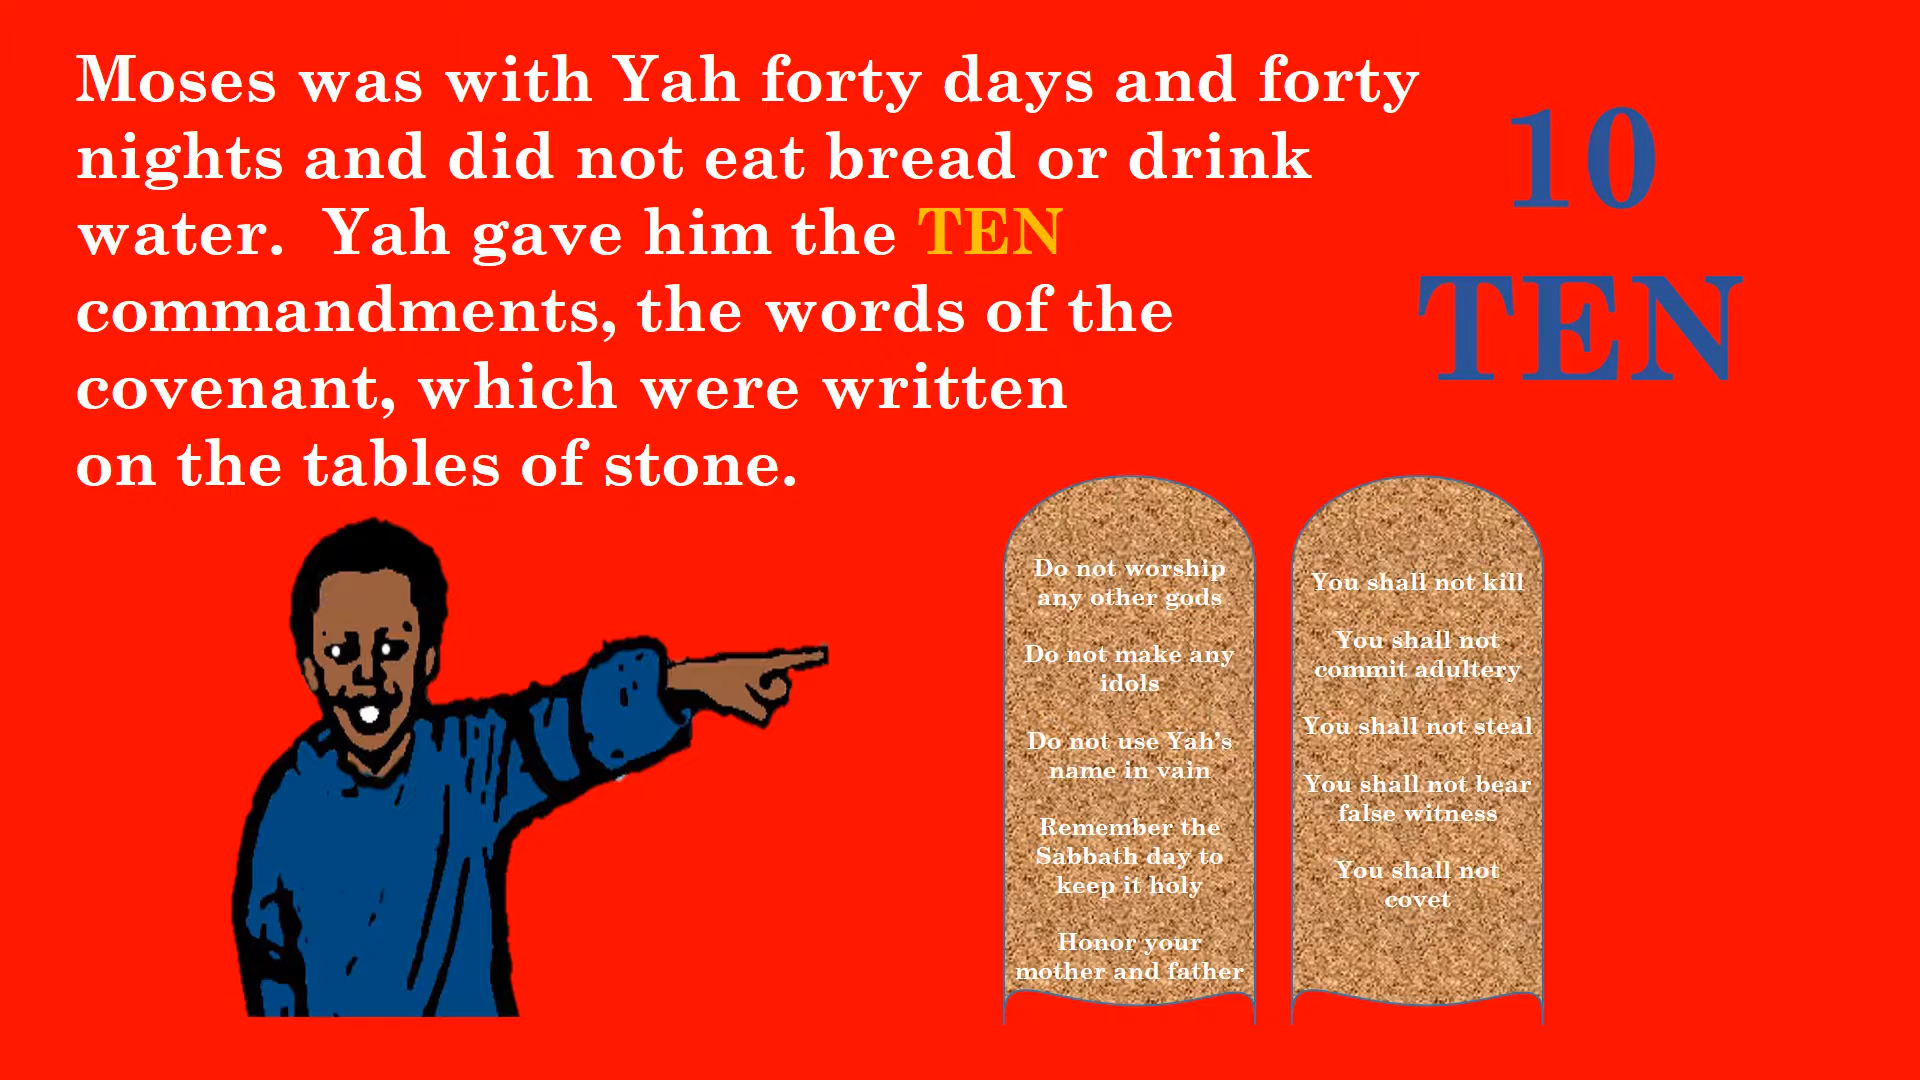 Moses was with Yah forty days and forty
nights and did not eat bread or drink
water.  Yah gave him the TEN
commandments, the words of the
covenant, which were written
on the tables of stone.
10
TEN
Do not worship
any other gods
Do not make any
idols
Do not use Yah's
name in vain
Remember the
Sabbath day to
keep it holy
Honor your
mother and father
You shall not kill
You shall not
commit adultery
You shall not steal
You shall not bear
false witness
You shall not
covet